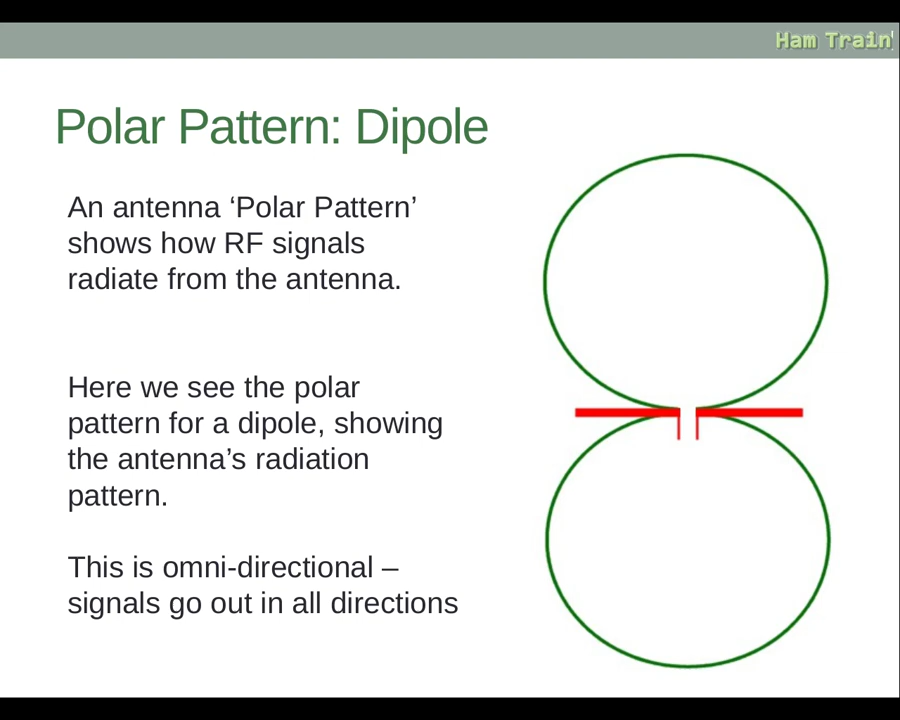 Ham Train
Polar Pattern: Dipole
An antenna ‘Polar Pattern’
shows how RF signals
radiate from the antenna.
Here we see the polar
pattern for a dipole, showing
the antenna’s radiation
pattern.
This is omni-directional –
signals go out in all directions